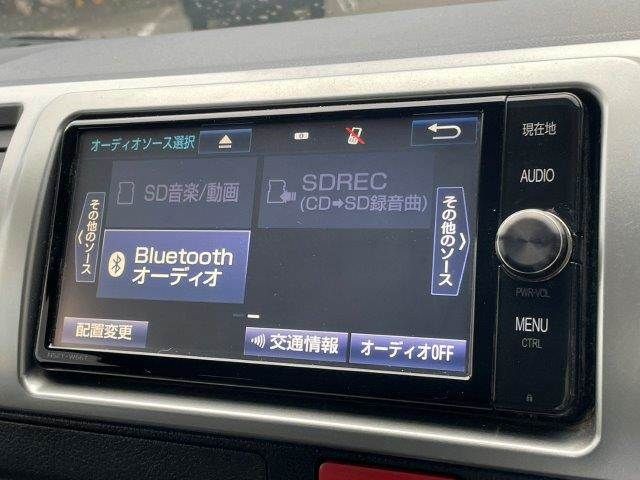 オーディオソース選択
現在地
SD音楽/動画
SDREC
(CD➡SD録音曲)
AUDIO
その他のソース
Bluetooth
オーディオ
その他のソース
PWR•VOL
配置変更
交通情報
オーディオOFF
MENU
CTRL